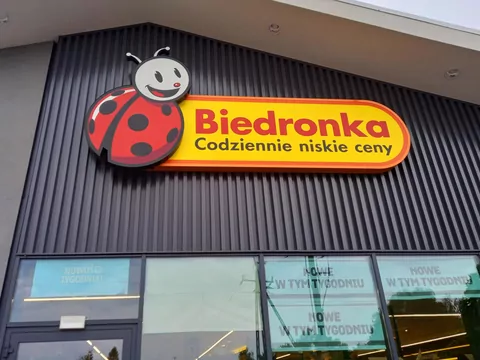 Biedronka
Codziennie niskie ceny
NOWE
W TYM TYGODNIU
NOWE
W TYM TYGODNIU
NOWE
W TYM TYGODNIU